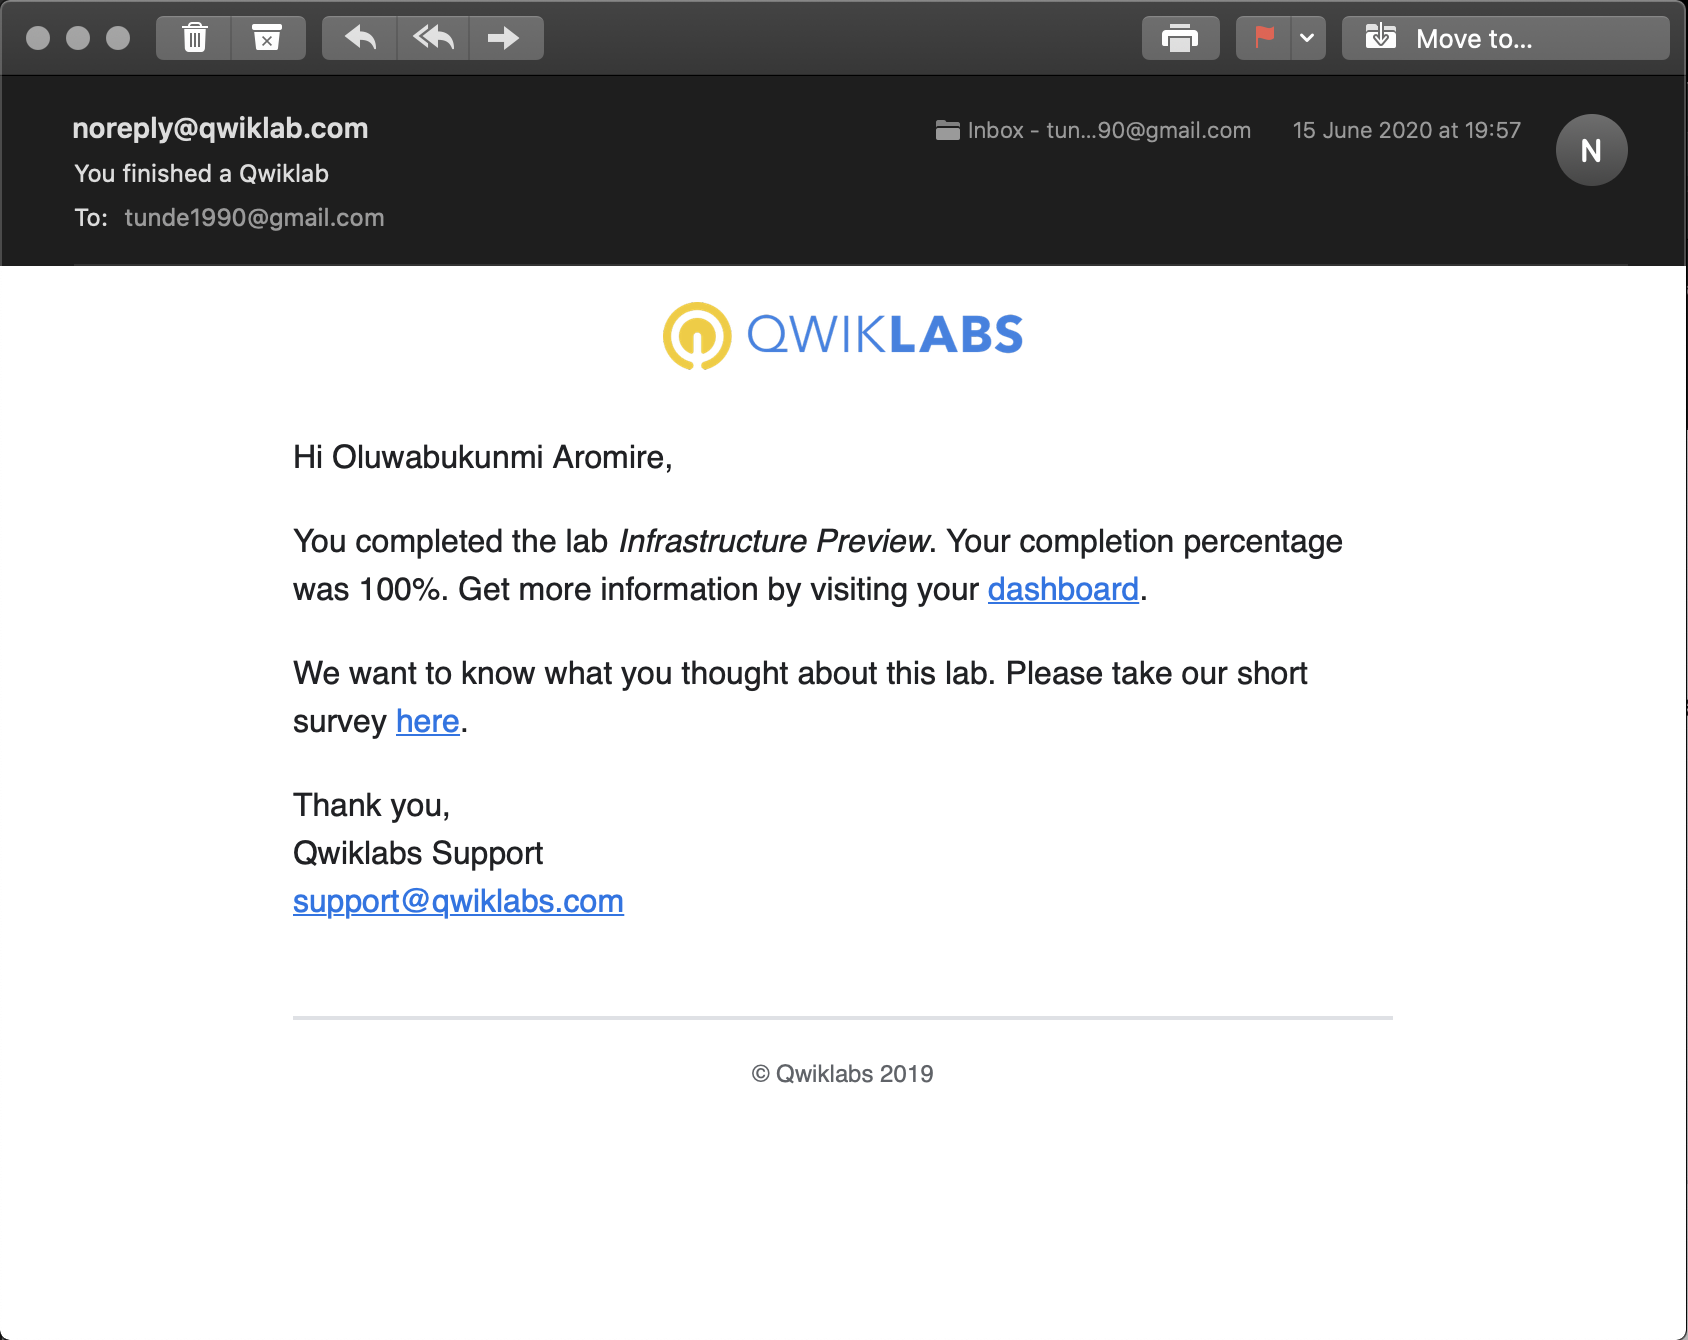 Move to...
noreply@qwiklab.com
Inbox - tun...90@gmail.com
15 June 2020 at 19:57
N
You finished a Qwiklab
To: tunde1990@gmail.com
QWIKLABS
Hi Oluwabukunmi Aromire,
You completed the lab Infrastructure Preview. Your completion percentage
was 100%. Get more information by visiting your dashboard.
We want to know what you thought about this lab. Please take our short
survey here.
Thank you,
Qwiklabs Support
support@qwiklabs.com
© Qwiklabs 2019